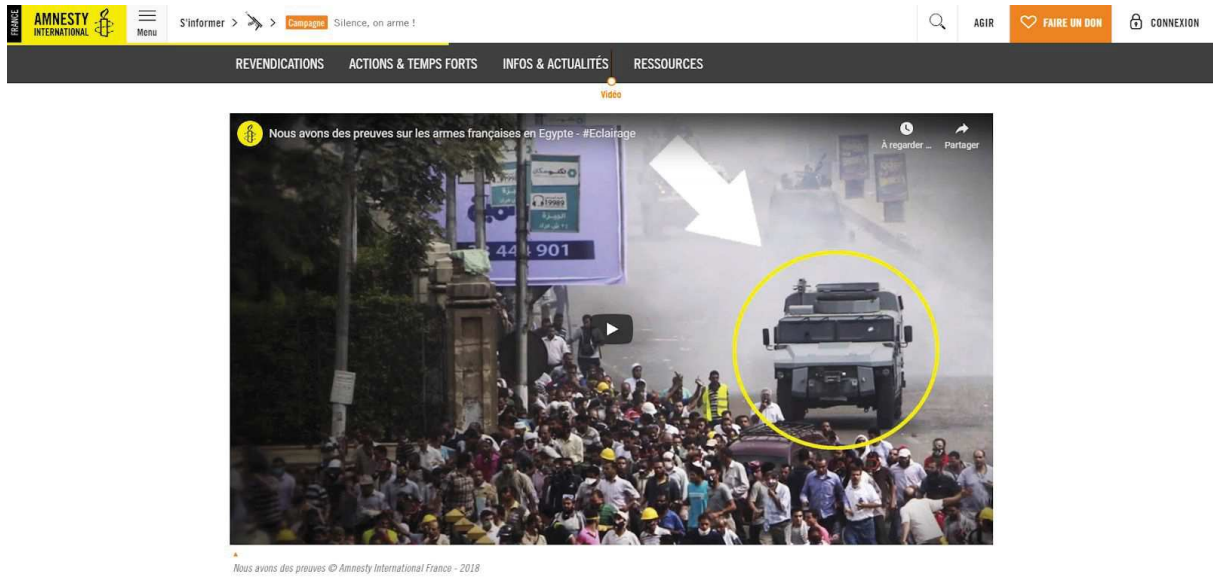 FRANCE
AMNESTY
INTERNATIONAL
Menu
S'informer > > Campagne Silence, on arme !
AGIR
FAIRE UN DON
CONNEXION
REVENDICATIONS ACTIONS & TEMPS FORTS INFOS & ACTUALITÉS RESSOURCES
Vidéo
Nous avons des preuves sur les armes françaises en Egypte - #Eclairage
À regarder ...
Partager
19989
الجيزة
901
Nous avons des preuves © Amnesty International France - 2018